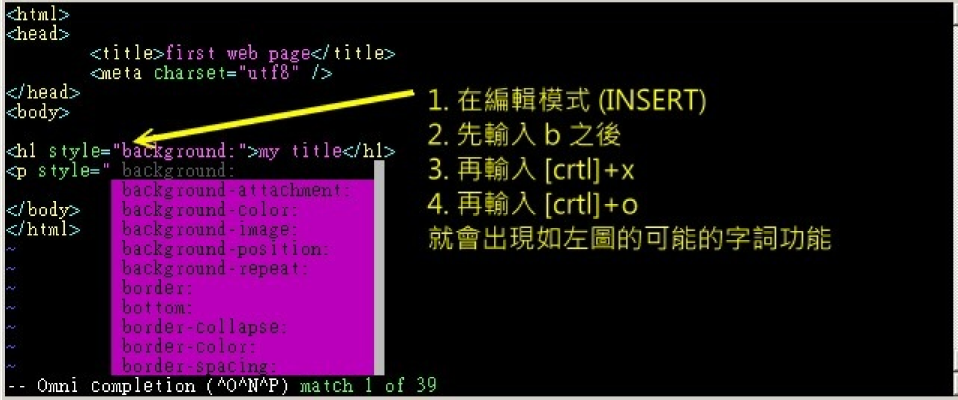 <html>
<head>
<title>first web page</title>
<meta charset="utf8" />
</head>
<body>
<h1 style="background:">my title</h1>
<p style=" background:
background-attachment:
</body> background-color:
</html> background-image:
~ background-position:
~ background-repeat:
~ border:
~ bottom:
~ border-collapse:
~ border-color:
~ border-spacing:
-- Omni completion (^O^N^P) match 1 of 39
1. 在編輯模式 (INSERT)
2. 先輸入 b 之後
3. 再輸入 [crtl]+x
4. 再輸入 [crtl]+o
就會出現如左圖的可能的字詞功能